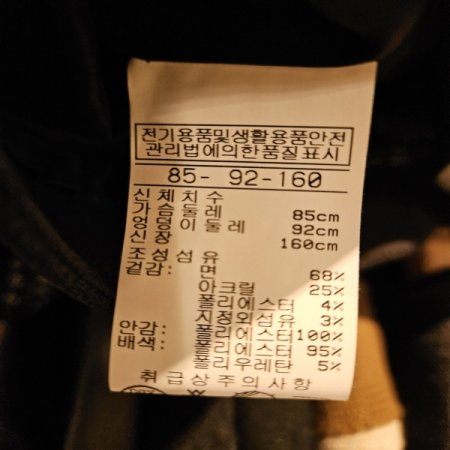 전기용품및생활용품안전
관리법에의한품질표시
85- 92-160
신체치수
가슴둘레 85cm
엉덩이둘레 92cm
신장 160cm
조성섬유
겉감: 면 68%
아크릴 25%
폴리에스터 4%
지정외섬유 3%
안감: 폴리에스터100%
배색: 폴리에스터 95%
폴리우레탄 5%
취급상주의사항